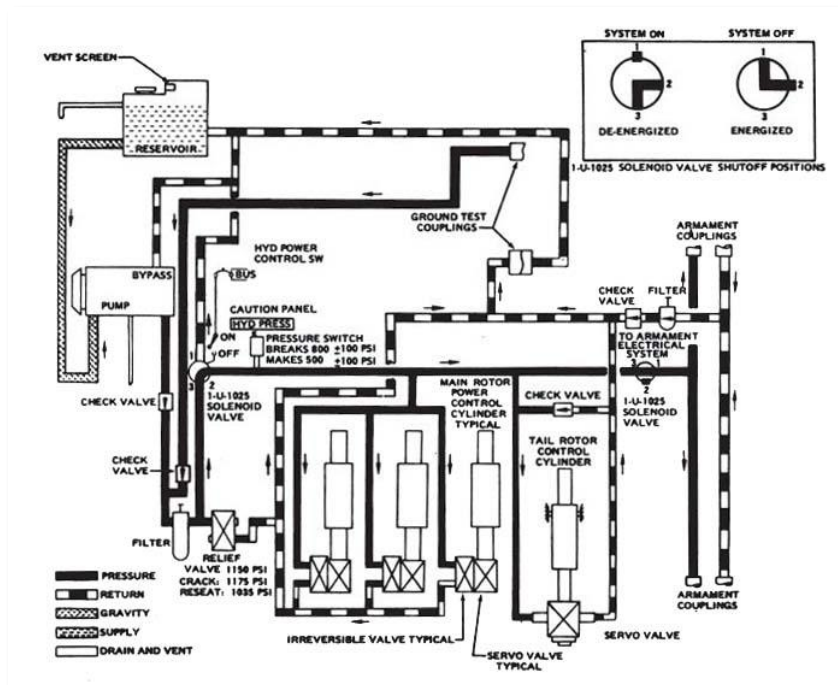 SYSTEM ON
SYSTEM OFF
1
2
3
1
2
3
DE-ENERGIZED
ENERGIZED
1-U-1025 SOLENOID VALVE SHUTOFF POSITIONS
VENT SCREEN
RESERVOIR
GROUND TEST
COUPLINGS
ARMAMENT
COUPLINGS
HYD POWER
CONTROL SW
BUS
BYPASS
PUMP
CAUTION PANEL
HYD PRESS
PRESSURE SWITCH
BREAKS 800 ±100 PSI
MAKES 500 ±100 PSI
ON
OFF
1
3
2
1-U-1025
SOLENOID
VALVE
CHECK
VALVE
FILTER
TO ARMAMENT
ELECTRICAL
SYSTEM
3
1
2
1-U-1025
SOLENOID
VALVE
MAIN ROTOR
POWER
CONTROL
CYLINDER
TYPICAL
CHECK VALVE
CHECK VALVE
TAIL ROTOR
CONTROL
CYLINDER
CHECK
VALVE
FILTER
RELIEF
VALVE 1150 PSI
CRACK: 1175 PSI
RESEAT: 1035 PSI
PRESSURE
RETURN
GRAVITY
SUPPLY
DRAIN AND VENT
IRREVERSIBLE VALVE TYPICAL
SERVO VALVE
TYPICAL
SERVO VALVE
ARMAMENT
COUPLINGS